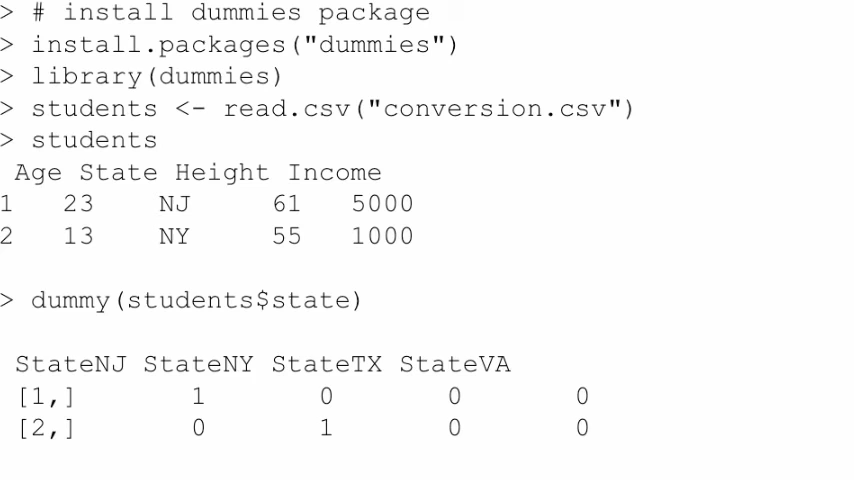 > # install dummies package
> install.packages("dummies")
> library(dummies)
> students <- read.csv("conversion.csv")
> students
Age State Height Income
1 23 NJ 61 5000
2 13 NY 55 1000
> dummy(students$state)
StateNJ StateNY StateTX StateVA
[1,] 1 0 0 0
[2,] 0 1 0 0